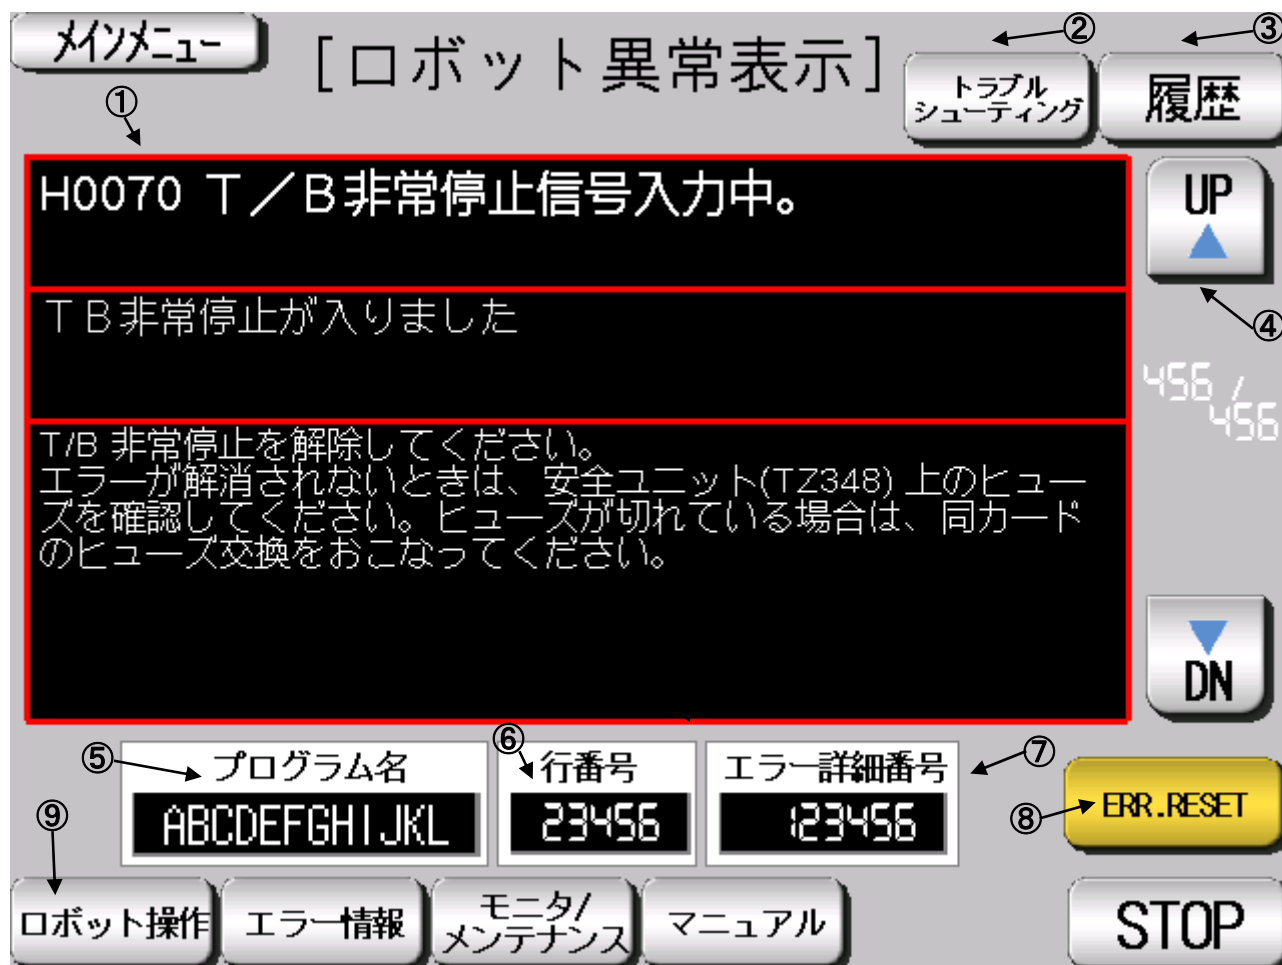 メインメニュー
[ロボット異常表示]
②
③
トラブル
シューティング
履歴
①
H0070 T/B非常停止信号入力中。
UP
④
TB非常停止が入りました
456 /
456
T/B 非常停止を解除してください。
エラーが解消されないときは、安全ユニット(TZ348) 上のヒュー
ズを確認してください。ヒューズが切れている場合は、同カード
のヒューズ交換をおこなってください。
DN
⑤
プログラム名
⑥
行番号
エラー詳細番号
⑦
ABCDEFGHIJKL
23456
123456
⑧
ERR.RESET
⑨
ロボット操作
エラー情報
モニタ/
メンテナンス
マニュアル
STOP